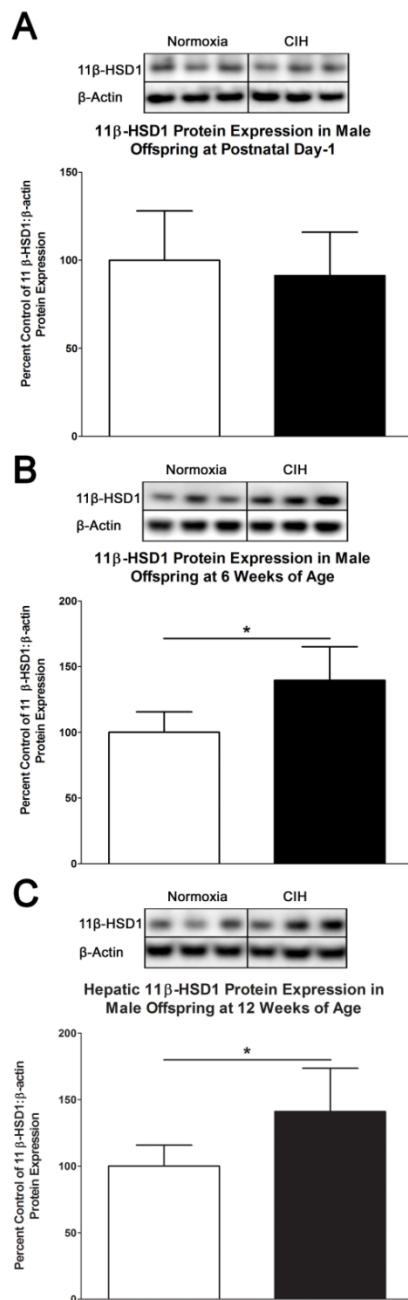 A
Normoxia CIH
11β-HSD1
β-Actin
11β-HSD1 Protein Expression in Male
Offspring at Postnatal Day-1
Percent Control of 11 β-HSD1:β-actin
Protein Expression
150
100
50
0
B
Normoxia CIH
11β-HSD1
β-Actin
11β-HSD1 Protein Expression in Male
Offspring at 6 Weeks of Age
Percent Control of 11 β-HSD1:β-actin
Protein Expression
200
150
100
50
0
*
C
Normoxia CIH
11β-HSD1
β-Actin
Hepatic 11β-HSD1 Protein Expression in
Male Offspring at 12 Weeks of Age
Percent Control of 11 β-HSD1:β-actin
Protein Expression
200
150
100
50
0
*